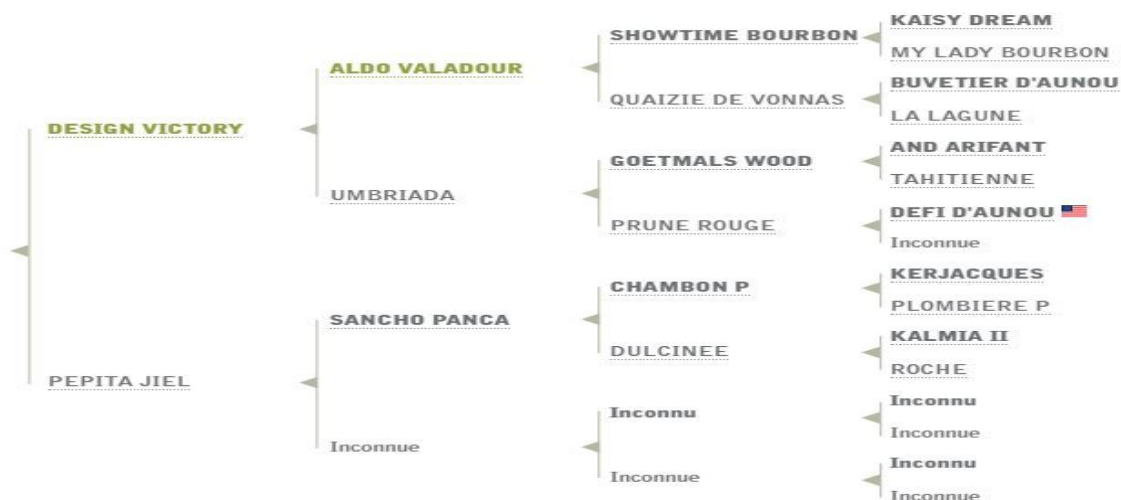 DESIGN VICTORY
PEPITA JIEL
ALDO VALADOUR
UMBRIADA
SANCHO PANCA
Inconnue
SHOWTIME BOURBON
QUAIZIE DE VONNAS
GOETMALS WOOD
PRUNE ROUGE
CHAMBON P
DULCINEE
Inconnu
Inconnue
KAISY DREAM
MY LADY BOURBON
BUVETIER D'AUNOU
LA LAGUNE
AND ARIFANT
TAHITIENNE
DEFI D'AUNOU
Inconnue
KERJACQUES
PLOMBIERE P
KALMIA II
ROCHE
Inconnu
Inconnue
Inconnu
Inconnue